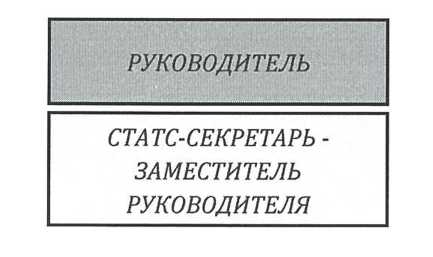 РУКОВОДИТЕЛЬ
СТАТС-СЕКРЕТАРЬ -
ЗАМЕСТИТЕЛЬ
РУКОВОДИТЕЛЯ